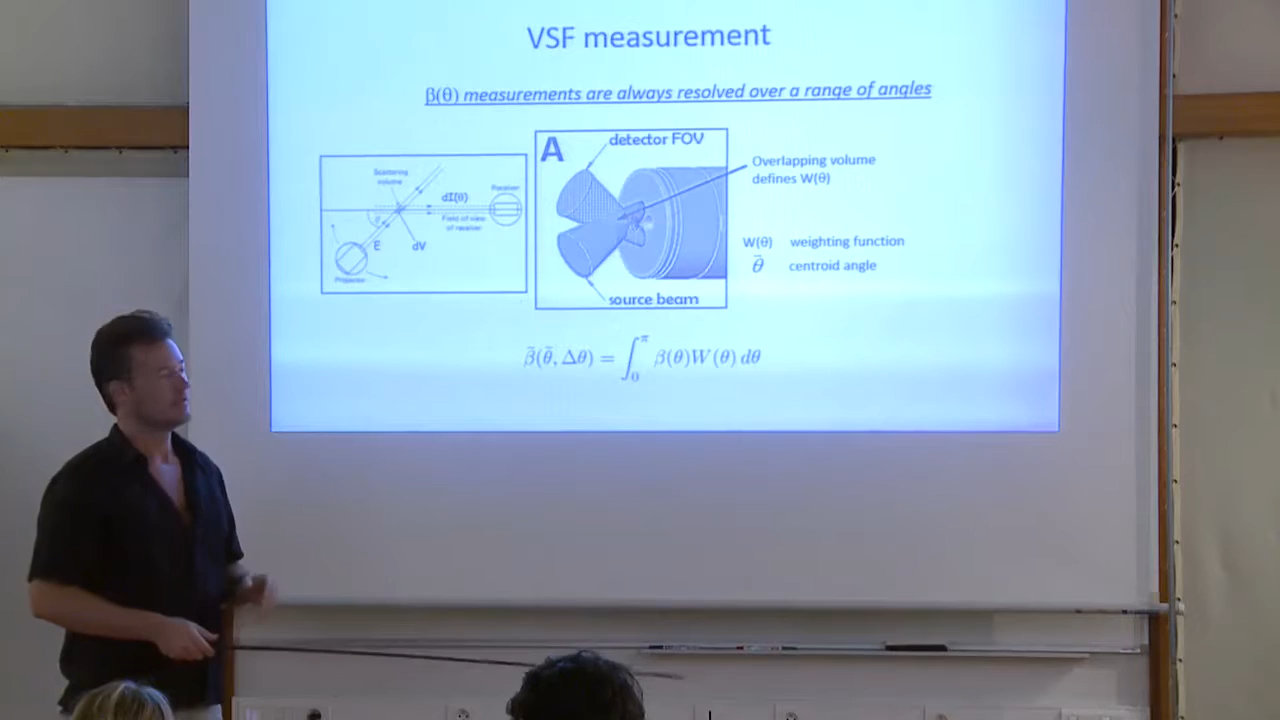 VSF measurement
β(θ) measurements are always resolved over a range of angles
Scattering
volume
Receiver
dI(θ)
Field of view
of receiver
θ
E
dV
Projector
A
detector FOV
source beam
Overlapping volume
defines W(θ)
W(θ) weighting function
θ̄ centroid angle
β̄(θ̄, Δθ) = ∫₀^π β(θ)W(θ) dθ